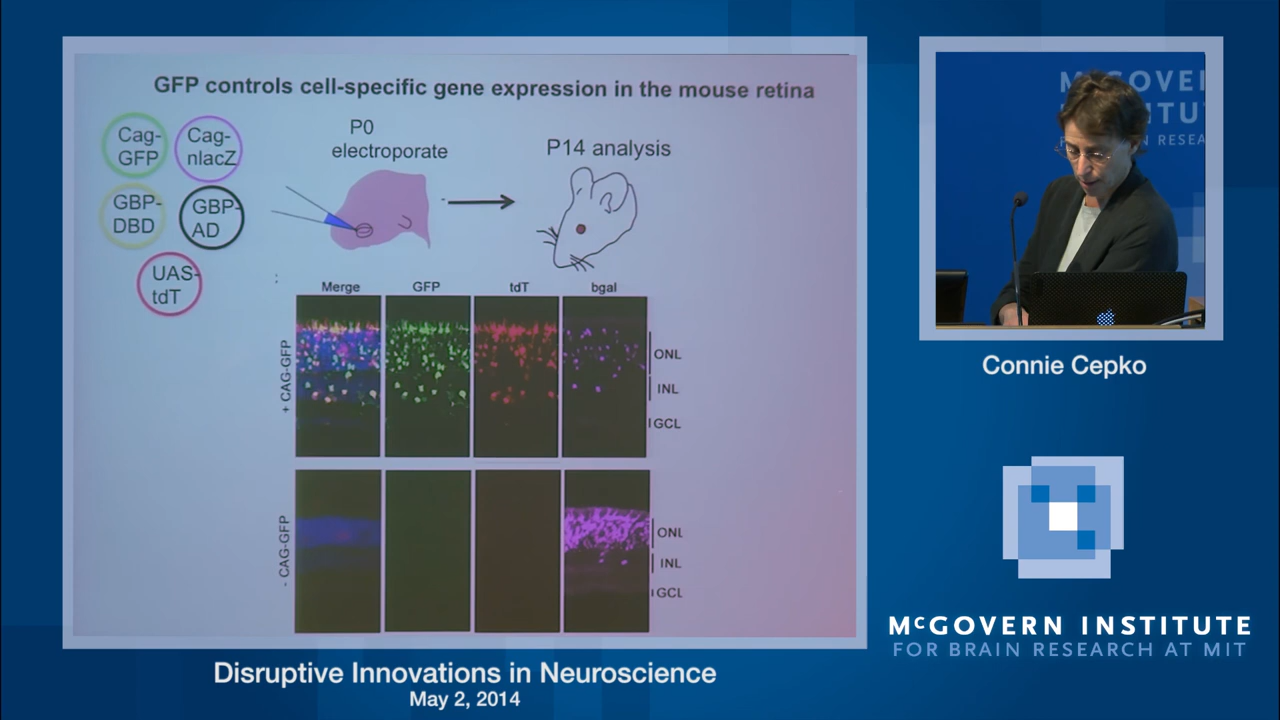 GFP controls cell-specific gene expression in the mouse retina
Cag-
GFP
Cag-
nlacZ
GBP-
DBD
GBP-
AD
UAS-
tdT
P0
electroporate
P14 analysis
Merge
GFP
tdT
bgal
+ CAG-GFP
ONL
INL
GCL
- CAG-GFP
ONL
INL
GCL
Connie Cepko
McGOVERN INSTITUTE
FOR BRAIN RESEARCH AT MIT
Disruptive Innovations in Neuroscience
May 2, 2014